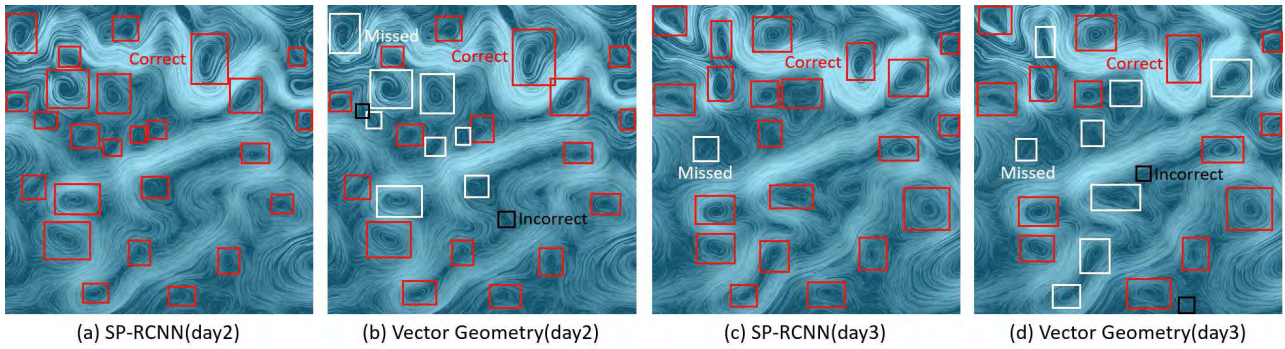 Correct
Missed
Correct
Incorrect
Correct
Missed
Correct
Missed
Incorrect
(a) SP-RCNN(day2)
(b) Vector Geometry(day2)
(c) SP-RCNN(day3)
(d) Vector Geometry(day3)